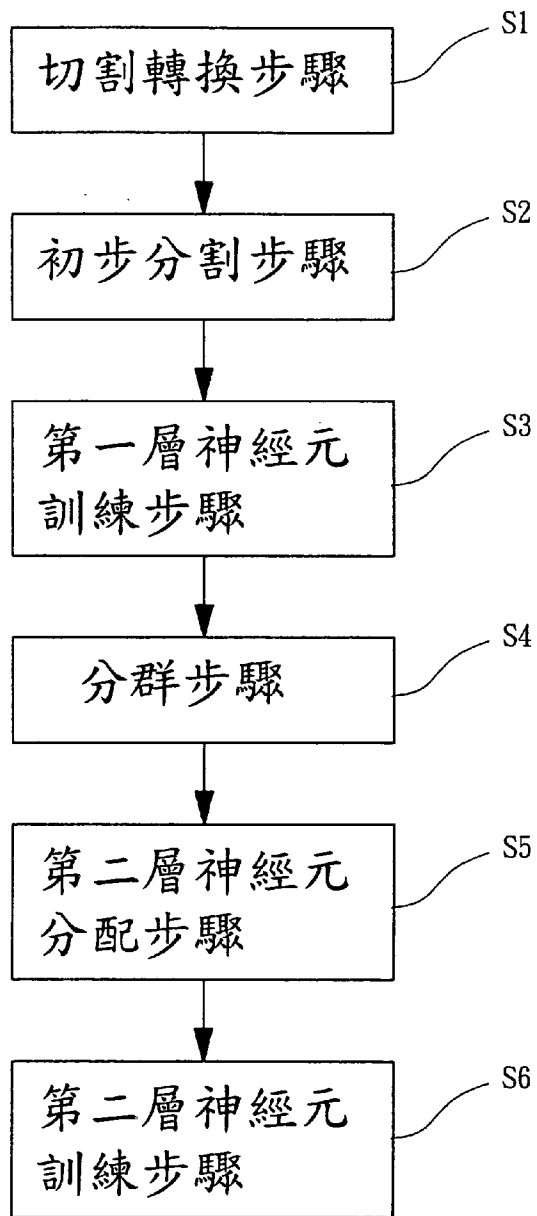 S1
切割轉換步驟
S2
初步分割步驟
S3
第一層神經元
訓練步驟
S4
分群步驟
S5
第二層神經元
分配步驟
S6
第二層神經元
訓練步驟